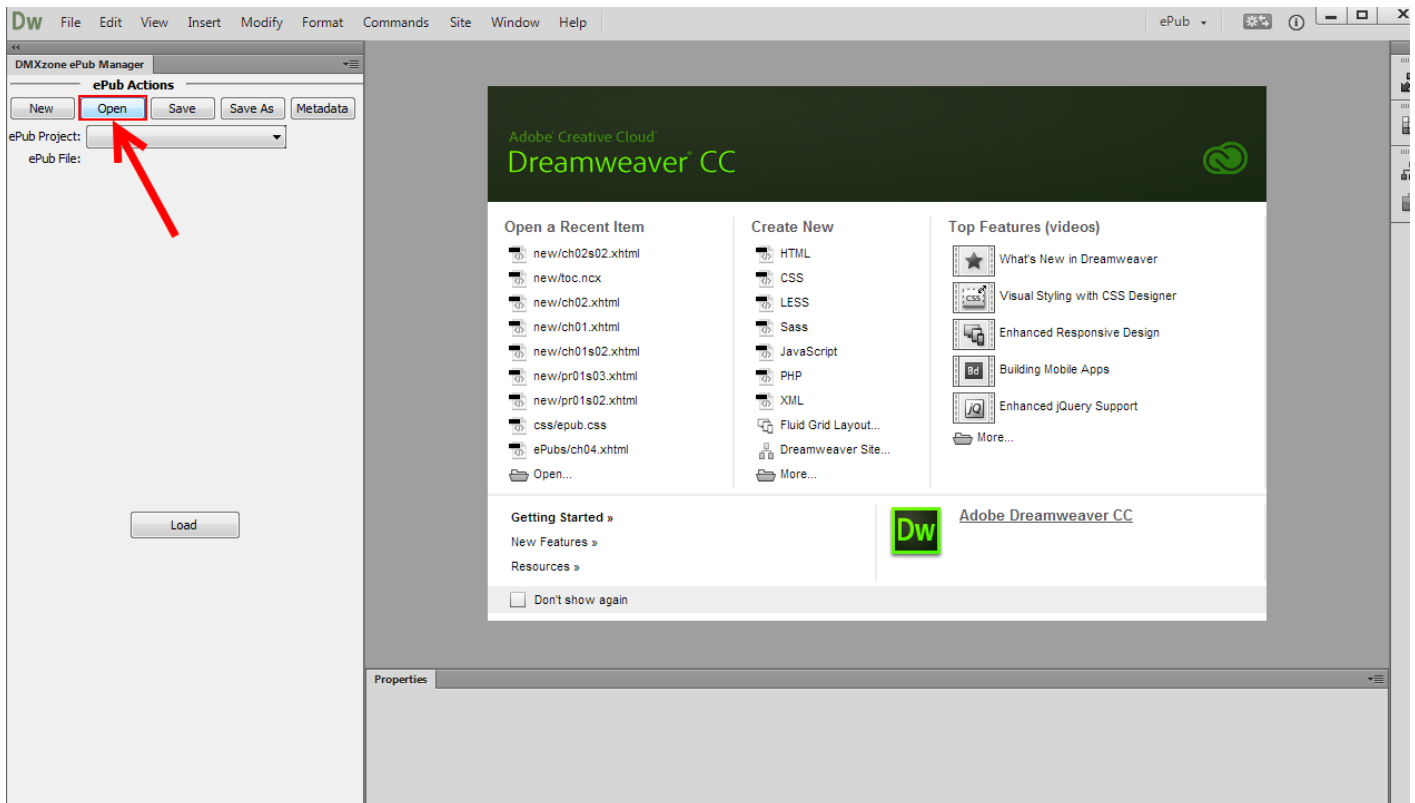 Dw File Edit View Insert Modify Format Commands Site Window Help ePub
DMXzone ePub Manager
ePub Actions
New Open Save Save As Metadata
ePub Project:
ePub File:
Load
Adobe® Creative Cloud™
Dreamweaver® CC
Open a Recent Item
new/ch02s02.xhtml
new/toc.ncx
new/ch02.xhtml
new/ch01.xhtml
new/ch01s02.xhtml
new/pr01s03.xhtml
new/pr01s02.xhtml
css/epub.css
ePubs/ch04.xhtml
Open...
Create New
HTML
CSS
LESS
Sass
JavaScript
PHP
XML
Fluid Grid Layout...
Dreamweaver Site...
More...
Top Features (videos)
What's New in Dreamweaver
CSS Visual Styling with CSS Designer
Enhanced Responsive Design
Bd Building Mobile Apps
jQ Enhanced jQuery Support
More...
Getting Started »
New Features »
Resources »
Dw Adobe Dreamweaver CC
Don't show again
Properties